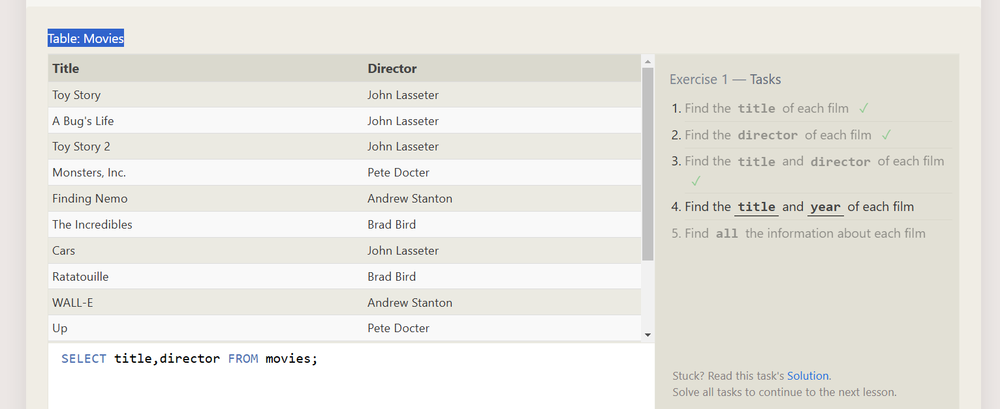 Table: Movies
Title Director
Toy Story John Lasseter
A Bug's Life John Lasseter
Toy Story 2 John Lasseter
Monsters, Inc. Pete Docter
Finding Nemo Andrew Stanton
The Incredibles Brad Bird
Cars John Lasseter
Ratatouille Brad Bird
WALL-E Andrew Stanton
Up Pete Docter
SELECT title,director FROM movies;
Exercise 1 — Tasks
1. Find the title of each film ✓
2. Find the director of each film ✓
3. Find the title and director of each film
✓
4. Find the title and year of each film
5. Find all the information about each film
Stuck? Read this task's Solution.
Solve all tasks to continue to the next lesson.